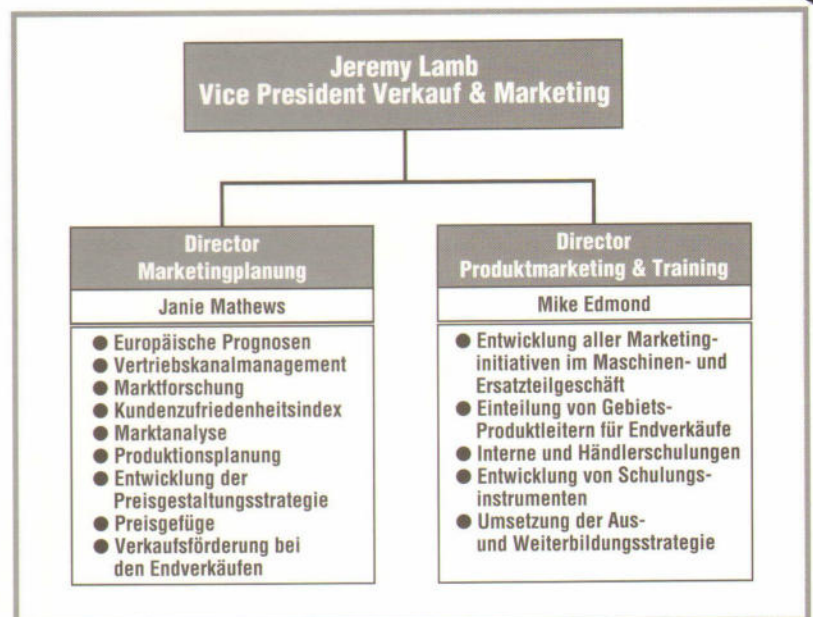 Jeremy Lamb
Vice President Verkauf & Marketing
Director
Marketingplanung
Janie Mathews
● Europäische Prognosen
● Vertriebskanalmanagement
● Marktforschung
● Kundenzufriedenheitsindex
● Marktanalyse
● Produktionsplanung
● Entwicklung der
Preisgestaltungsstrategie
● Preisgefüge
● Verkaufsförderung bei
den Endverkäufen
Director
Produktmarketing & Training
Mike Edmond
● Entwicklung aller Marketing-
initiativen im Maschinen- und
Ersatzteilgeschäft
● Einteilung von Gebiets-
Produktleitern für Endverkäufe
● Interne und Händlerschulungen
● Entwicklung von Schulungs-
instrumenten
● Umsetzung der Aus-
und Weiterbildungsstrategie